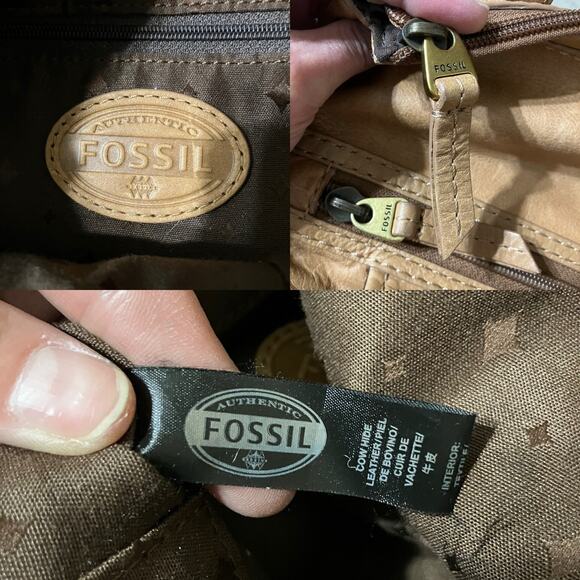 AUTHENTIC
FOSSIL
FOSSIL
FOSSIL
AUTHENTIC
FOSSIL
COW HIDE
LEATHER/PIEL
DE BOVINO/
CUIR DE
VACHETTE/
牛皮
INTERIOR: